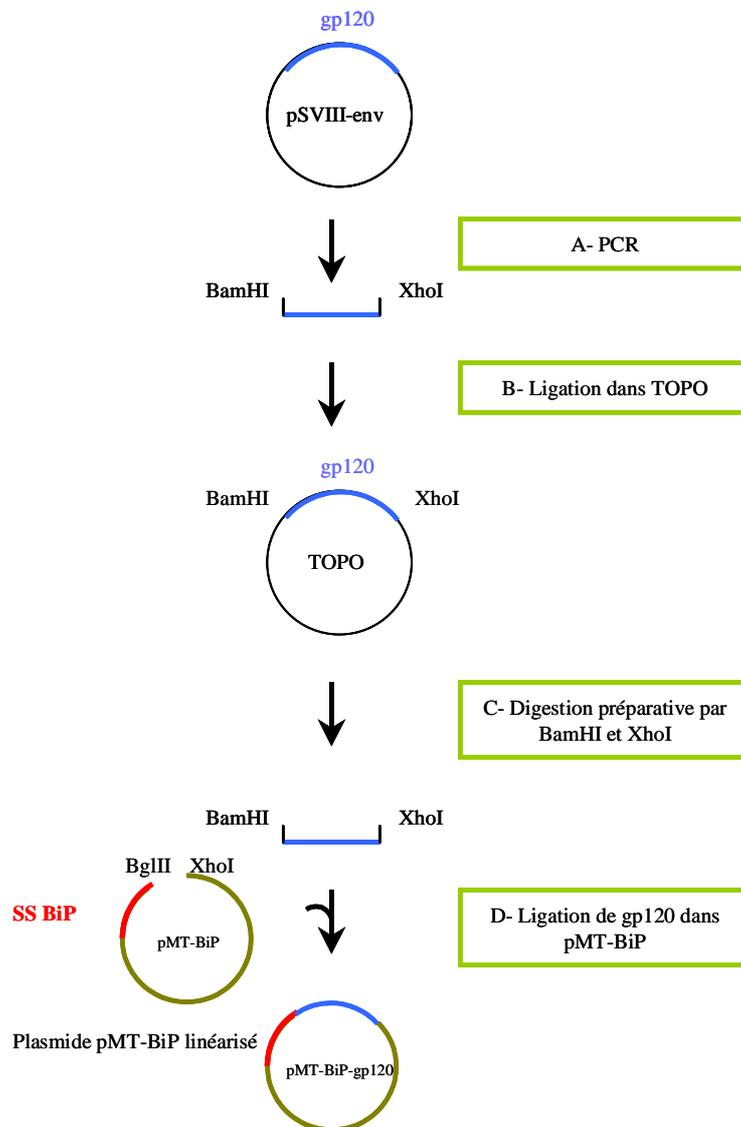 gp120
pSVIII-env
A- PCR
BamHI XhoI
B- Ligation dans TOPO
gp120
BamHI XhoI
TOPO
C- Digestion préparative par
BamHI et XhoI
BamHI XhoI
BglII XhoI
SS BiP
pMT-BiP
D- Ligation de gp120 dans
pMT-BiP
Plasmide pMT-BiP linéarisé
pMT-BiP-gp120